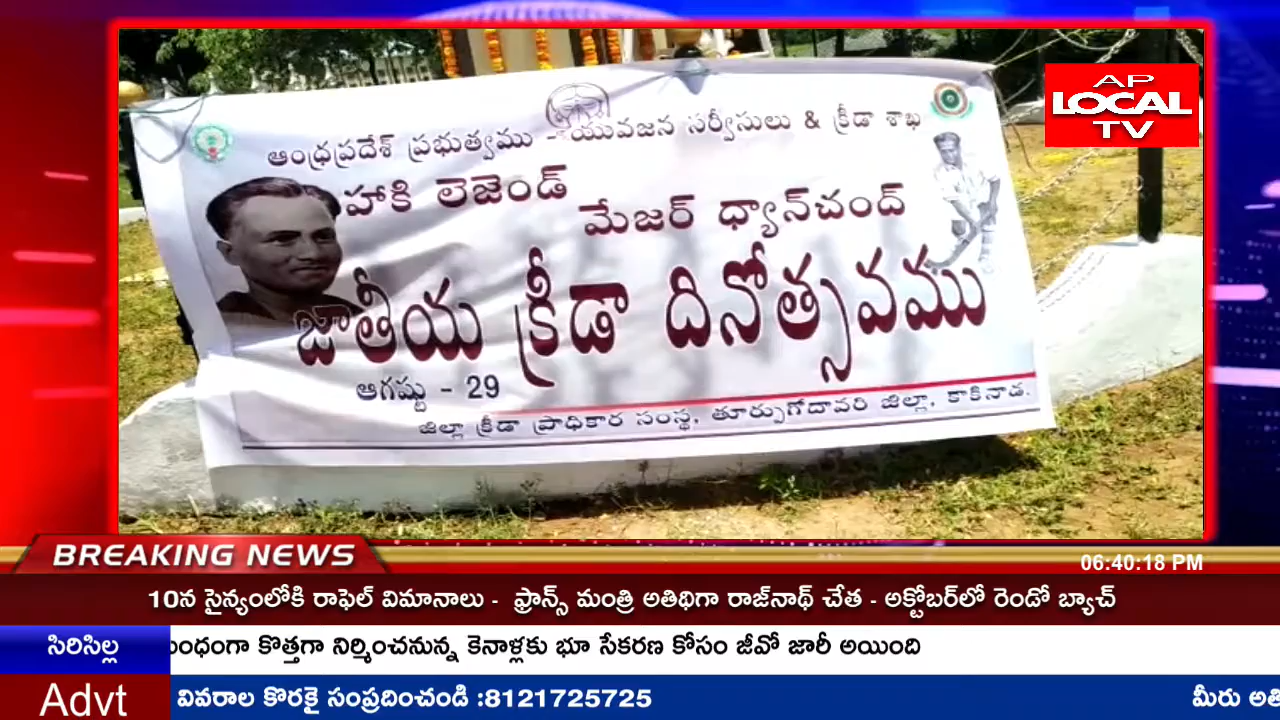 AP
LOCAL
TV
ఆంధ్రప్రదేశ్ ప్రభుత్వము - యువజన సర్వీసులు & క్రీడా శాఖ
హాకి లెజెండ్
మేజర్ ధ్యాన్‌చంద్
జాతీయ క్రీడా దినోత్సవము
ఆగష్టు - 29
జిల్లా క్రీడా ప్రాధికార సంస్థ, తూర్పుగోదావరి జిల్లా, కాకినాడ.
BREAKING NEWS
06:40:18 PM
10న సైన్యంలోకి రాఫెల్ విమానాలు - ఫ్రాన్స్ మంత్రి అతిథిగా రాజ్‌నాథ్ చేత - అక్టోబర్‌లో రెండో బ్యాచ్
సిరిసిల్ల
కొత్తగా నిర్మించనున్న కెనాళ్లకు భూ సేకరణ కోసం జీవో జారీ అయింది
Advt
వివరాల కొరకై సంప్రదించండి :8121725725
మీరు